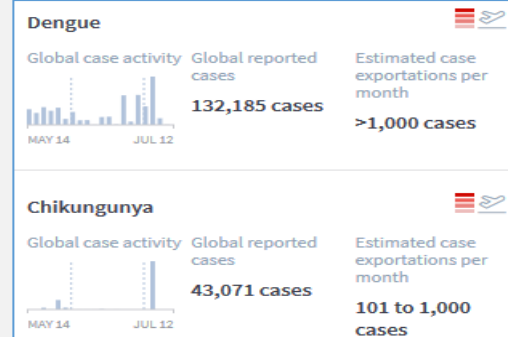 Dengue
Global case activity
MAY 14 JUL 12
Global reported
cases
132,185 cases
Estimated case
exportations per
month
>1,000 cases
Chikungunya
Global case activity
MAY 14 JUL 12
Global reported
cases
43,071 cases
Estimated case
exportations per
month
101 to 1,000
cases